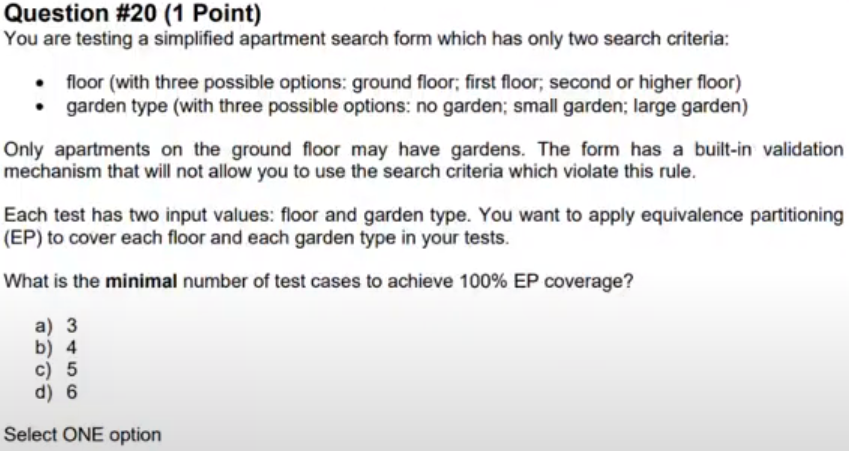 Question #20 (1 Point)
You are testing a simplified apartment search form which has only two search criteria:
• floor (with three possible options: ground floor; first floor; second or higher floor)
• garden type (with three possible options: no garden; small garden; large garden)
Only apartments on the ground floor may have gardens. The form has a built-in validation
mechanism that will not allow you to use the search criteria which violate this rule.
Each test has two input values: floor and garden type. You want to apply equivalence partitioning
(EP) to cover each floor and each garden type in your tests.
What is the minimal number of test cases to achieve 100% EP coverage?
a) 3
b) 4
c) 5
d) 6
Select ONE option